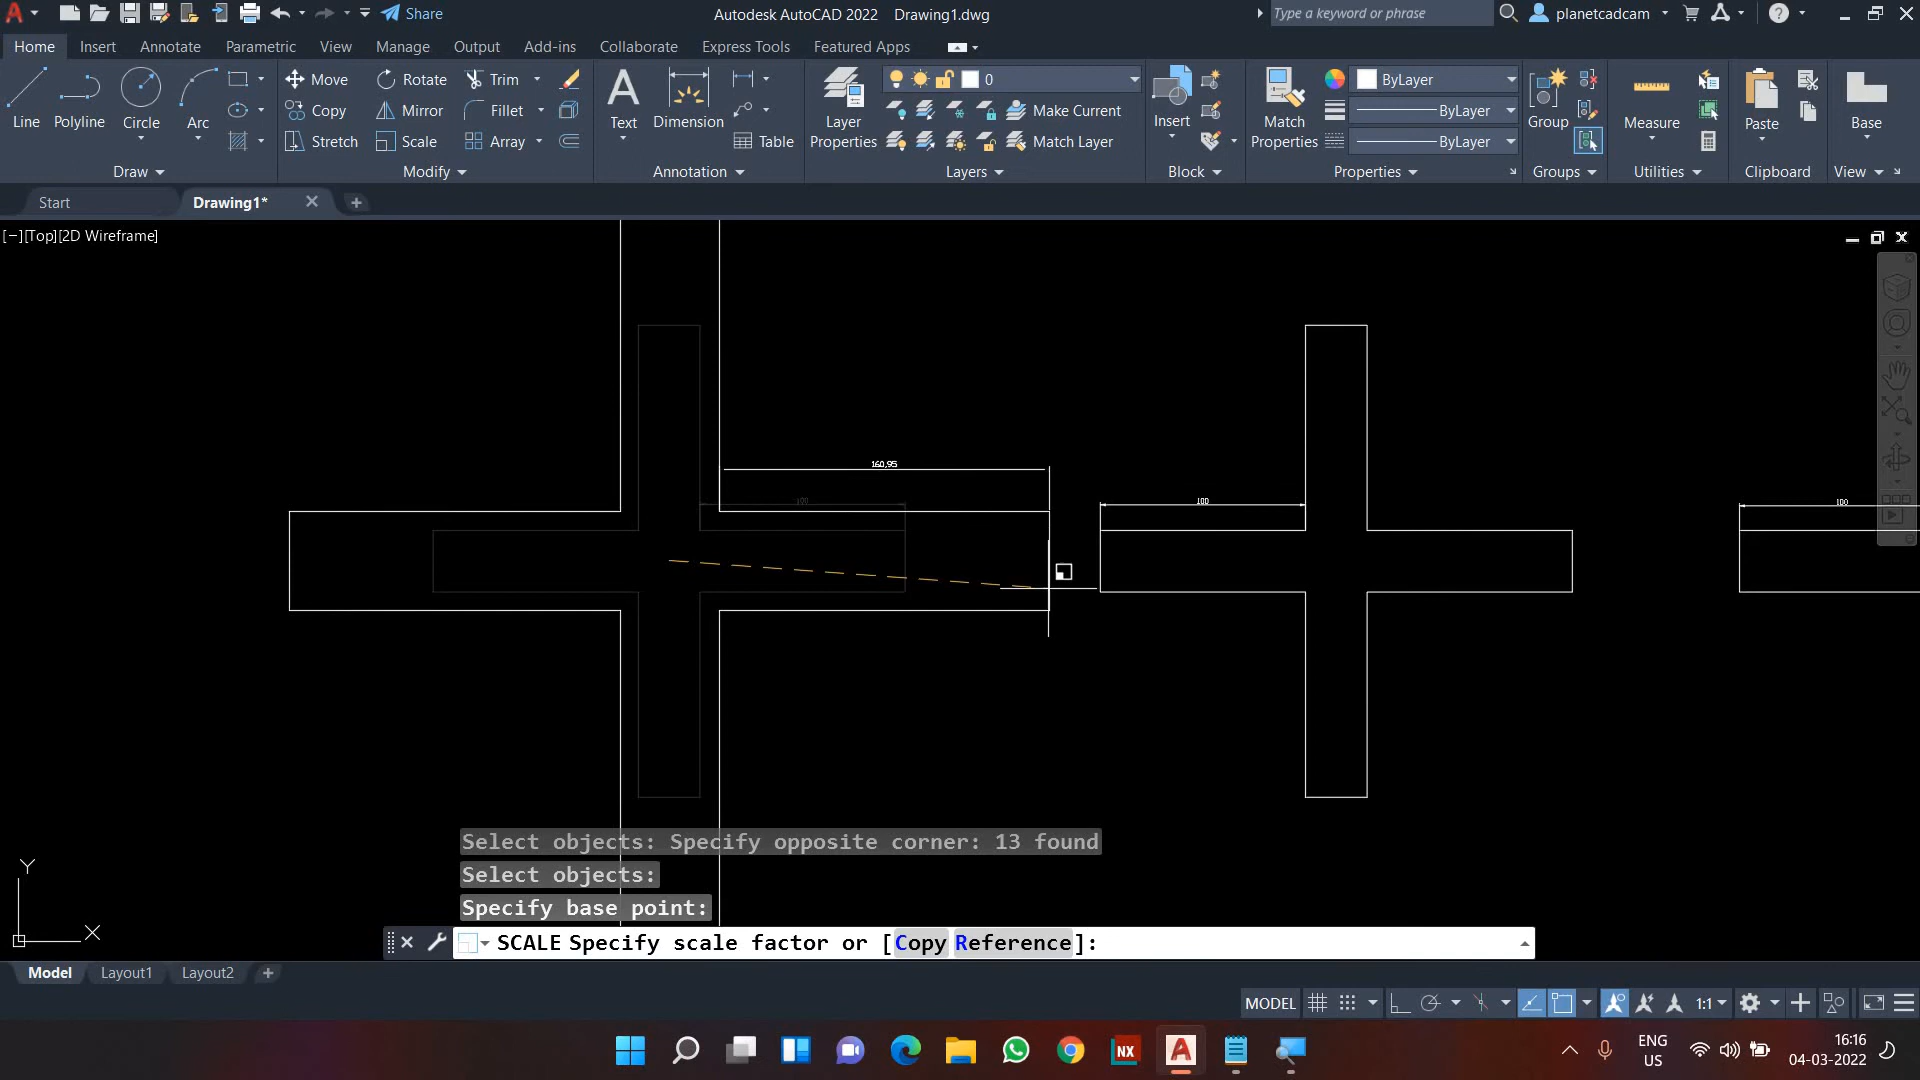 Share
Autodesk AutoCAD 2022 Drawing1.dwg
Type a keyword or phrase
planetcadcam
Home Insert Annotate Parametric View Manage Output Add-ins Collaborate Express Tools Featured Apps
Line Polyline Circle Arc
Move Rotate Trim
Copy Mirror Fillet
Stretch Scale Array
Text Dimension
Table
Layer Properties
0
Make Current
Match Layer
Insert
Match Properties
ByLayer
ByLayer
ByLayer
Group
Measure
Paste
Base
Draw Modify Annotation Layers Block Properties Groups Utilities Clipboard View
Start Drawing1*
[−][Top][2D Wireframe]
160,95
100
100
100
Select objects: Specify opposite corner: 13 found
Select objects:
Specify base point:
SCALE Specify scale factor or [Copy Reference]:
Y
X
Model Layout1 Layout2
MODEL
1:1
NX
ENG
US
16:16
04-03-2022